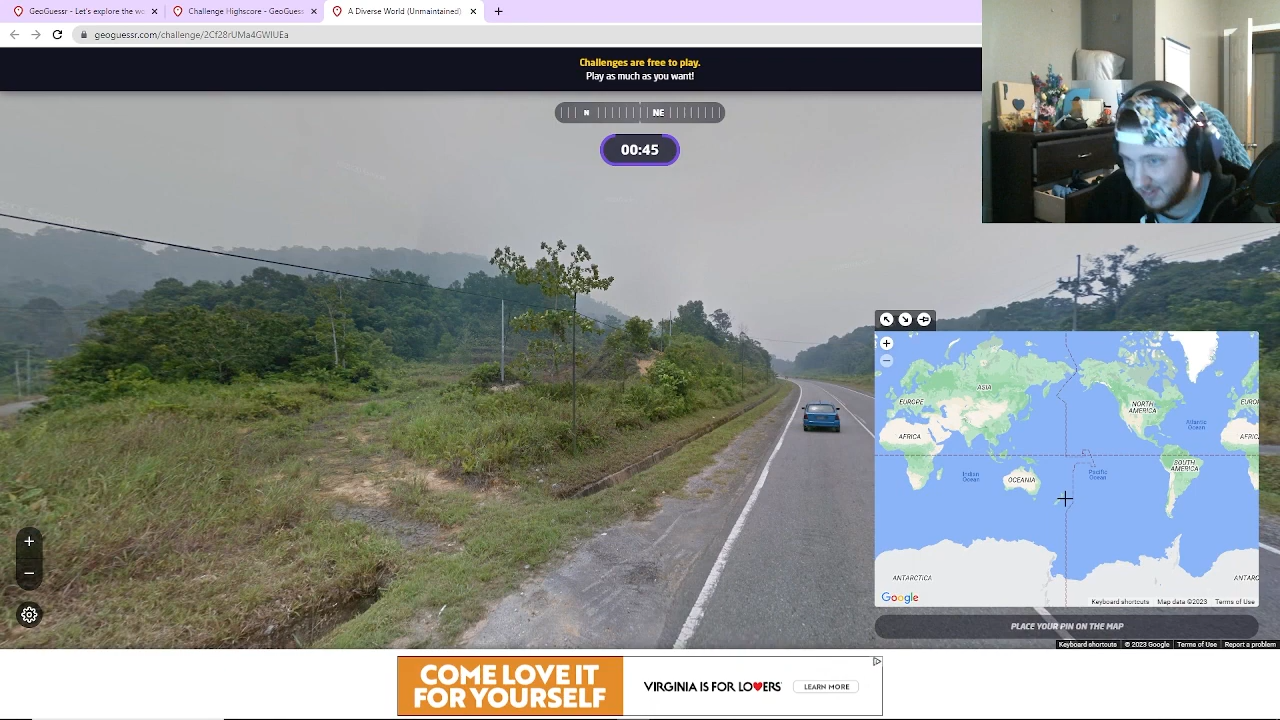 GeoGuessr - Let's explore the wo
Challenge Highscore - GeoGuess
A Diverse World (Unmaintained)
geoguessr.com/challenge/2Cf28rUMa4GWIUEa
Challenges are free to play.
Play as much as you want!
N NE
00:45
ASIA
EUROPE
NORTH
AMERICA
AFRICA
Atlantic
Ocean
EURO
AFRIC
Indian
Ocean
OCEANIA
Pacific
Ocean
SOUTH
AMERICA
ANTARCTICA
ANTARC
Google
Keyboard shortcuts Map data ©2023 Terms of Use
PLACE YOUR PIN ON THE MAP
Keyboard shortcuts © 2023 Google Terms of Use Report a problem
COME LOVE IT
FOR YOURSELF
VIRGINIA IS FOR LOVERS
LEARN MORE